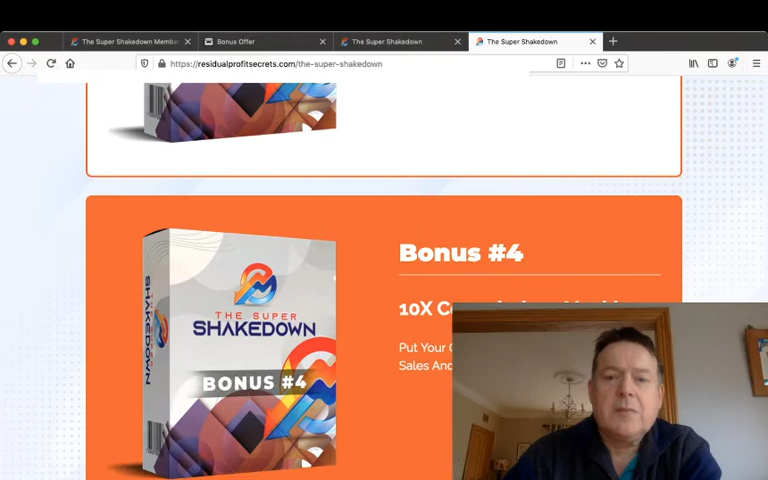 The Super Shakedown Membe
Bonus Offer
The Super Shakedown
The Super Shakedown
https://residualprofitsecrets.com/the-super-shakedown
Bonus #4
10X
Put Your
Sales And
THE SUPER
SHAKEDOWN
BONUS #4
SHAKEDOWN